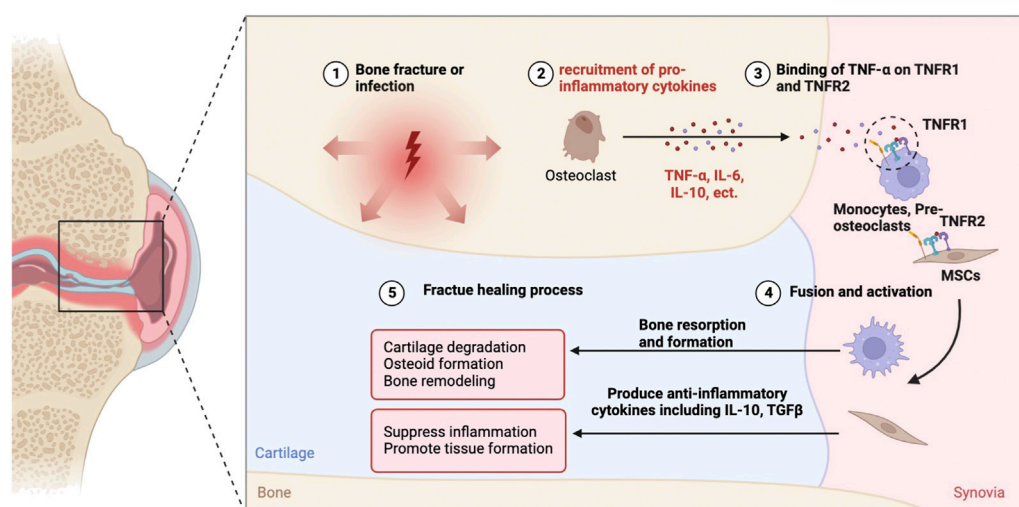 1
Bone fracture or
infection
2
recruitment of pro-
inflammatory cytokines
3
Binding of TNF-α on TNFR1
and TNFR2
TNFR1
Osteoclast
TNF-α, IL-6,
IL-10, ect.
Monocytes, Pre-
osteoclasts
TNFR2
MSCs
5
Fractue healing process
4
Fusion and activation
Bone resorption
and formation
Cartilage degradation
Osteoid formation
Bone remodeling
Produce anti-inflammatory
cytokines including IL-10, TGFβ
Suppress inflammation
Promote tissue formation
Cartilage
Bone
Synovia